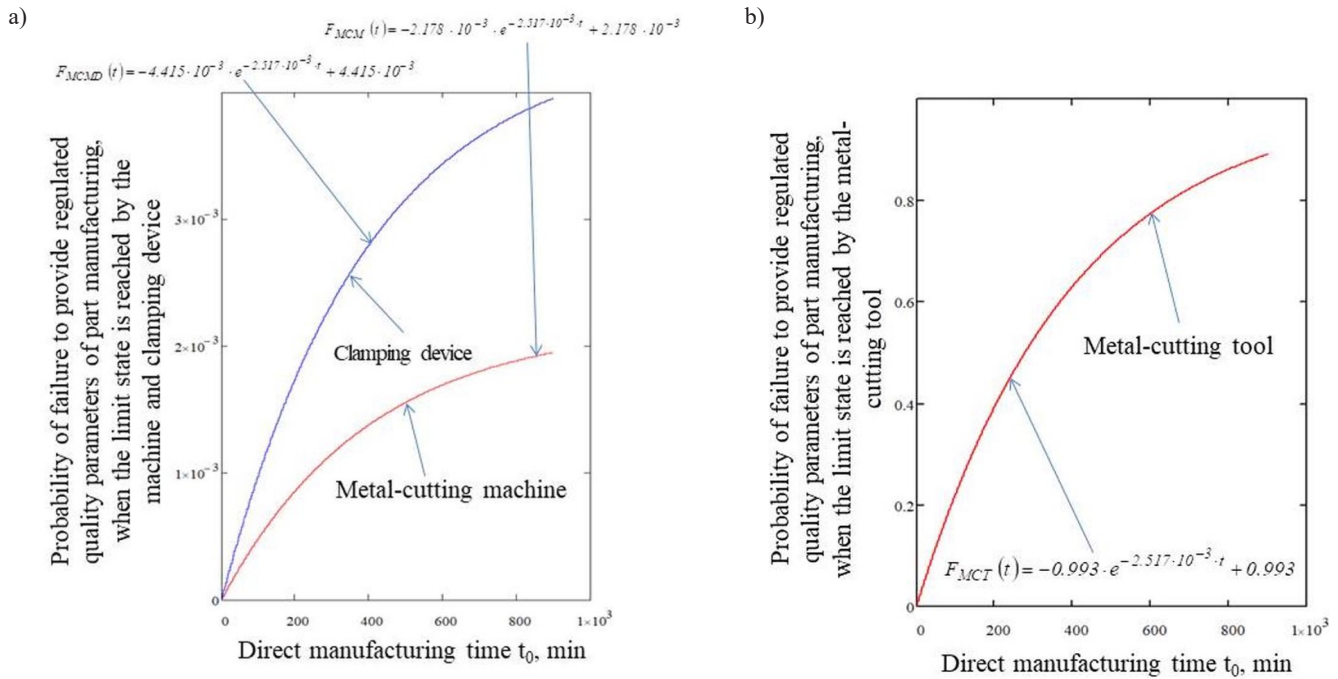 a)
F_MCM (t) = −2.178 · 10⁻³ · e^(−2.517·10⁻³·t) + 2.178 · 10⁻³
F_MCMD (t) = −4.415 · 10⁻³ · e^(−2.517·10⁻³·t) + 4.415 · 10⁻³
Probability of failure to provide regulated
quality parameters of part manufacturing,
when the limit state is reached by the
machine and clamping device
3×10⁻³
2×10⁻³
1×10⁻³
0
Clamping device
Metal-cutting machine
0 200 400 600 800 1×10³
Direct manufacturing time t₀, min
b)
Probability of failure to provide regulated
quality parameters of part manufacturing,
when the limit state is reached by the metal-
cutting tool
0.8
0.6
0.4
0.2
0
Metal-cutting tool
F_MCT (t) = −0.993 · e^(−2.517·10⁻³·t) + 0.993
0 200 400 600 800 1×10³
Direct manufacturing time t₀, min